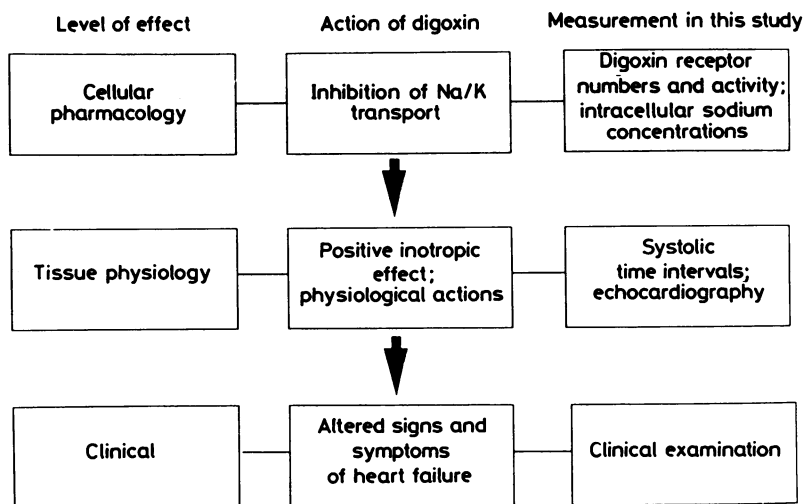 Level of effect
Action of digoxin
Measurement in this study
Cellular
pharmacology
Inhibition of Na/K
transport
Digoxin receptor
numbers and activity;
intracellular sodium
concentrations
Tissue physiology
Positive inotropic
effect;
physiological actions
Systolic
time intervals;
echocardiography
Clinical
Altered signs and
symptoms
of heart failure
Clinical examination